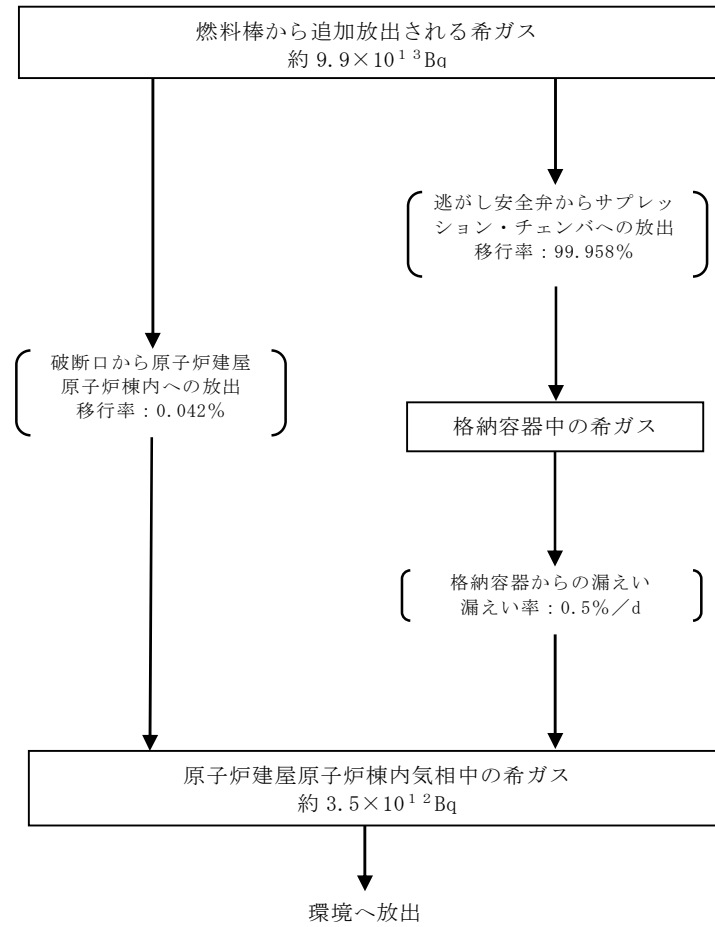 燃料棒から追加放出される希ガス
約 9.9×10¹³Bq
逃がし安全弁からサプレッ
ション・チェンバへの放出
移行率：99.958%
破断口から原子炉建屋
原子炉棟内への放出
移行率：0.042%
格納容器中の希ガス
格納容器からの漏えい
漏えい率：0.5%／d
原子炉建屋原子炉棟内気相中の希ガス
約 3.5×10¹²Bq
環境へ放出